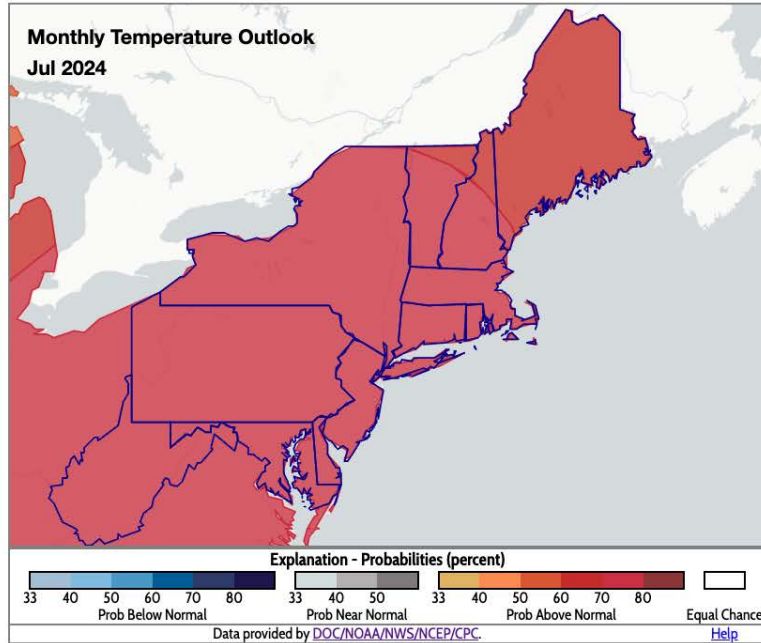 Monthly Temperature Outlook
Jul 2024
Explanation - Probabilities (percent)
33 40 50 60 70 80 33 40 50 33 40 50 60 70 80
Prob Below Normal Prob Near Normal Prob Above Normal Equal Chance
Data provided by DOC/NOAA/NWS/NCEP/CPC. Help